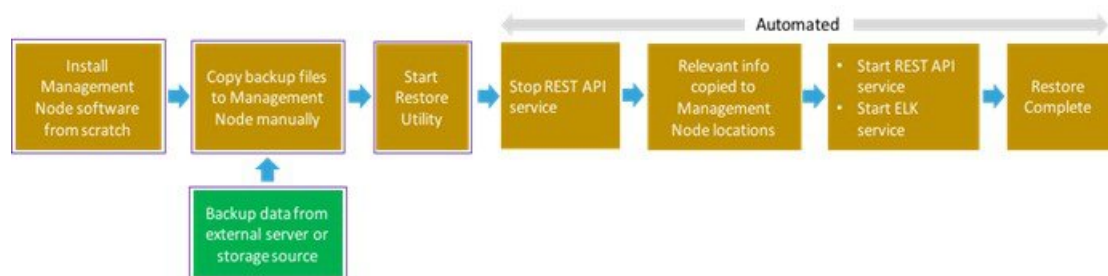 Automated
Install
Management
Node software
from scratch
Copy backup files
to Management
Node manually
Start
Restore
Utility
Stop REST API
service
Relevant info
copied to
Management
Node locations
• Start REST API
service
• Start ELK
service
Restore
Complete
Backup data from
external server or
storage source